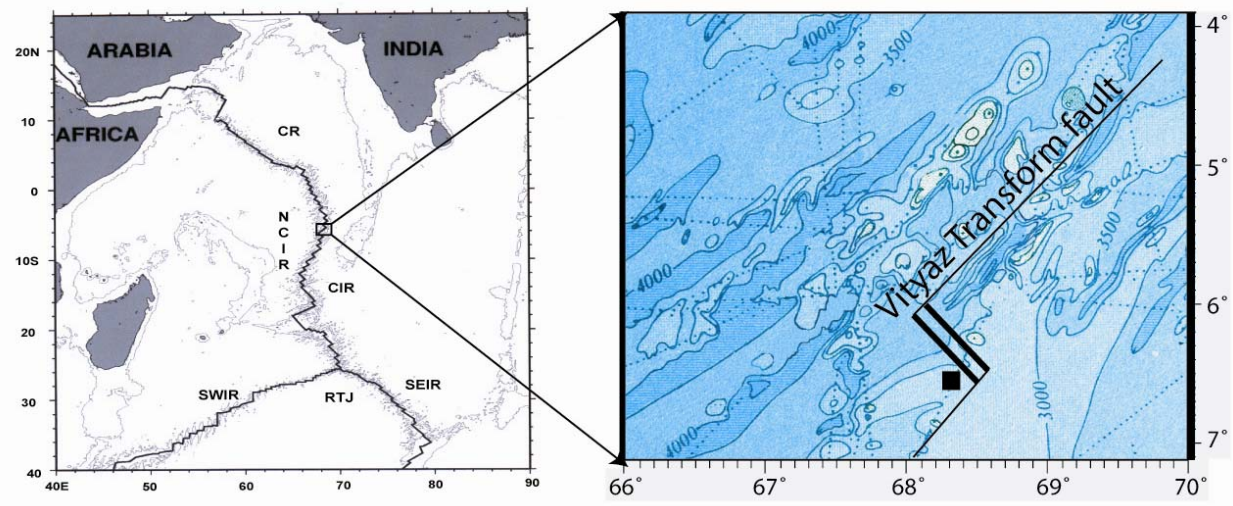 ARABIA
INDIA
AFRICA
20N
10
0
10S
20
30
40
CR
N
C
I
R
CIR
SWIR
RTJ
SEIR
40E
50
60
70
80
90
4000
3500
Vityaz Transform fault
4000
3500
3000
4000
4°
5°
6°
7°
66°
67°
68°
69°
70°